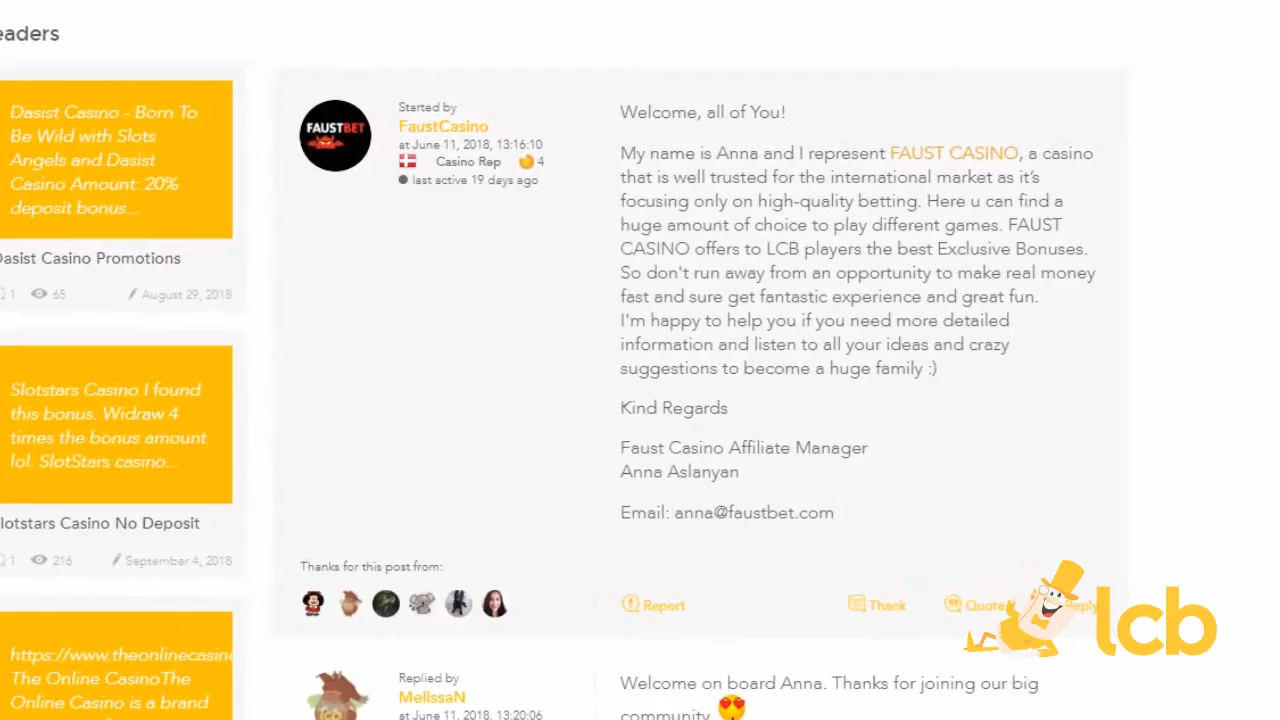 eaders
Dasist Casino - Born To
Be Wild with Slots
Angels and Dasist
Casino Amount: 20%
deposit bonus...
Dasist Casino Promotions
1 65 August 29, 2018
Slotstars Casino I found
this bonus. Widraw 4
times the bonus amount
lol. SlotStars casino...
lotstars Casino No Deposit
1 216 September 4, 2018
https://www.theonlinecasino
The Online CasinoThe
Online Casino is a brand
FAUSTBET
Started by
FaustCasino
at June 11, 2018, 13:16:10
Casino Rep 4
last active 19 days ago
Welcome, all of You!
My name is Anna and I represent FAUST CASINO, a casino
that is well trusted for the international market as it’s
focusing only on high-quality betting. Here u can find a
huge amount of choice to play different games. FAUST
CASINO offers to LCB players the best Exclusive Bonuses.
So don't run away from an opportunity to make real money
fast and sure get fantastic experience and great fun.
I'm happy to help you if you need more detailed
information and listen to all your ideas and crazy
suggestions to become a huge family :)
Kind Regards
Faust Casino Affiliate Manager
Anna Aslanyan
Email: anna@faustbet.com
Thanks for this post from:
Report Thank Quote Reply
lcb
Replied by
MelissaN
at June 11, 2018, 13:20:06
Welcome on board Anna. Thanks for joining our big
community